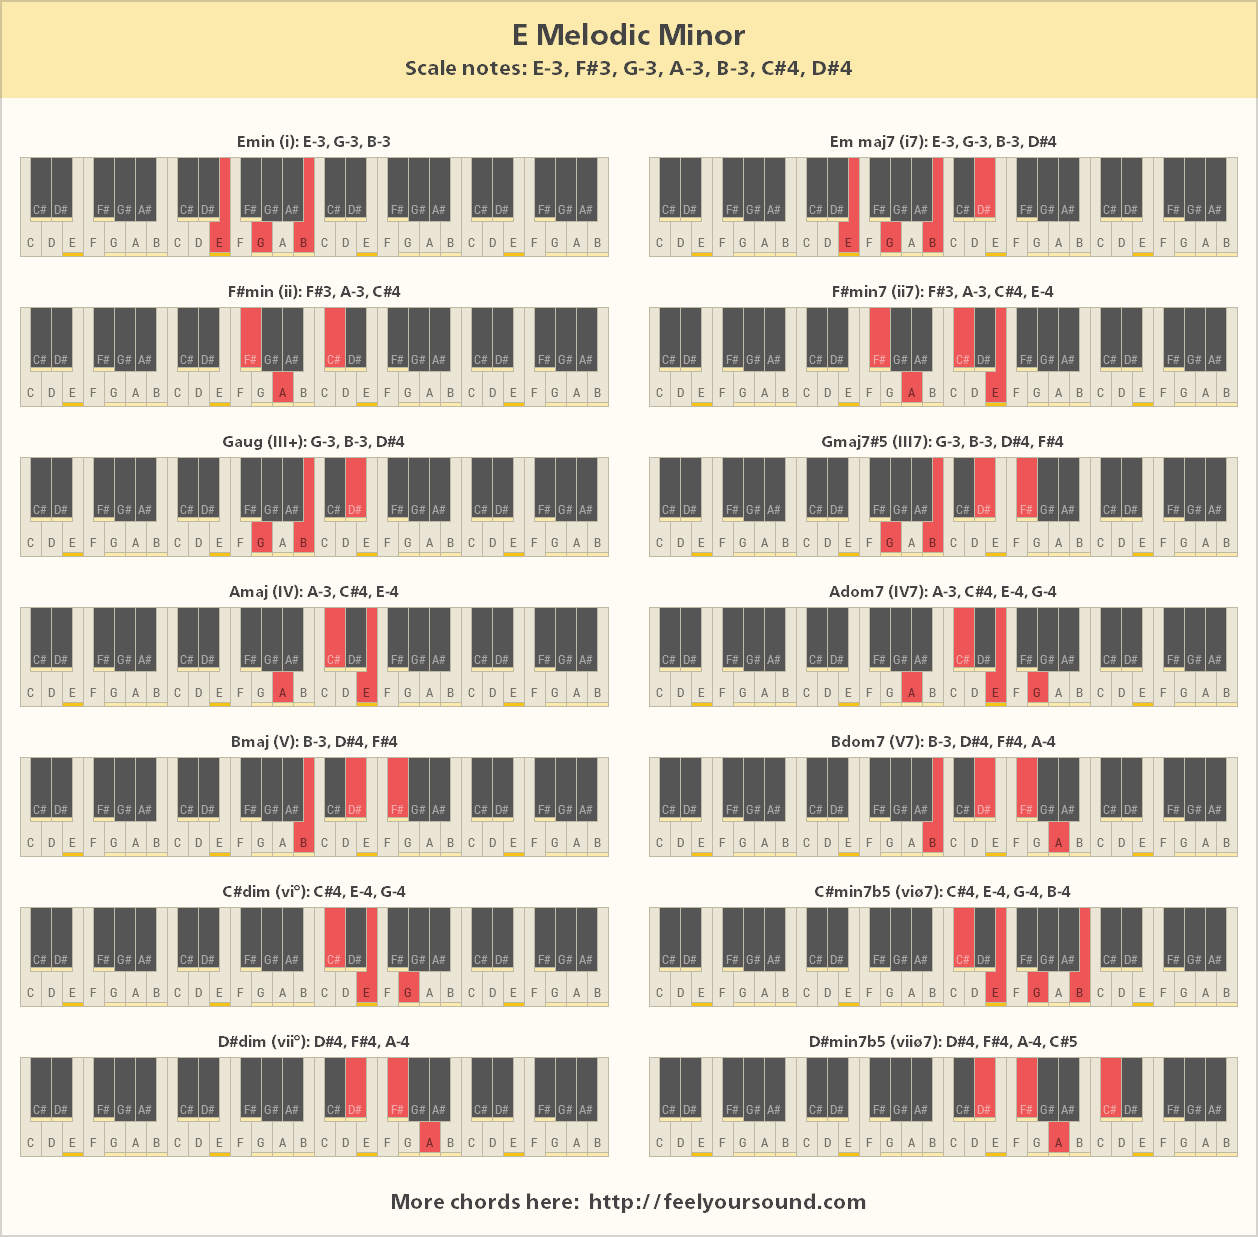 E Melodic Minor
Scale notes: E-3, F#3, G-3, A-3, B-3, C#4, D#4
Emin (i): E-3, G-3, B-3
C# D# F# G# A# C# D# F# G# A# C# D# F# G# A# C# D# F# G# A#
C D E F G A B C D E F G A B C D E F G A B C D E F G A B
Em maj7 (i7): E-3, G-3, B-3, D#4
C# D# F# G# A# C# D# F# G# A# C# D# F# G# A# C# D# F# G# A#
C D E F G A B C D E F G A B C D E F G A B C D E F G A B
F#min (ii): F#3, A-3, C#4
C# D# F# G# A# C# D# F# G# A# C# D# F# G# A# C# D# F# G# A#
C D E F G A B C D E F G A B C D E F G A B C D E F G A B
F#min7 (ii7): F#3, A-3, C#4, E-4
C# D# F# G# A# C# D# F# G# A# C# D# F# G# A# C# D# F# G# A#
C D E F G A B C D E F G A B C D E F G A B C D E F G A B
Gaug (III+): G-3, B-3, D#4
C# D# F# G# A# C# D# F# G# A# C# D# F# G# A# C# D# F# G# A#
C D E F G A B C D E F G A B C D E F G A B C D E F G A B
Gmaj7#5 (III7): G-3, B-3, D#4, F#4
C# D# F# G# A# C# D# F# G# A# C# D# F# G# A# C# D# F# G# A#
C D E F G A B C D E F G A B C D E F G A B C D E F G A B
Amaj (IV): A-3, C#4, E-4
C# D# F# G# A# C# D# F# G# A# C# D# F# G# A# C# D# F# G# A#
C D E F G A B C D E F G A B C D E F G A B C D E F G A B
Adom7 (IV7): A-3, C#4, E-4, G-4
C# D# F# G# A# C# D# F# G# A# C# D# F# G# A# C# D# F# G# A#
C D E F G A B C D E F G A B C D E F G A B C D E F G A B
Bmaj (V): B-3, D#4, F#4
C# D# F# G# A# C# D# F# G# A# C# D# F# G# A# C# D# F# G# A#
C D E F G A B C D E F G A B C D E F G A B C D E F G A B
Bdom7 (V7): B-3, D#4, F#4, A-4
C# D# F# G# A# C# D# F# G# A# C# D# F# G# A# C# D# F# G# A#
C D E F G A B C D E F G A B C D E F G A B C D E F G A B
C#dim (vi°): C#4, E-4, G-4
C# D# F# G# A# C# D# F# G# A# C# D# F# G# A# C# D# F# G# A#
C D E F G A B C D E F G A B C D E F G A B C D E F G A B
C#min7b5 (viø7): C#4, E-4, G-4, B-4
C# D# F# G# A# C# D# F# G# A# C# D# F# G# A# C# D# F# G# A#
C D E F G A B C D E F G A B C D E F G A B C D E F G A B
D#dim (vii°): D#4, F#4, A-4
C# D# F# G# A# C# D# F# G# A# C# D# F# G# A# C# D# F# G# A#
C D E F G A B C D E F G A B C D E F G A B C D E F G A B
D#min7b5 (viiø7): D#4, F#4, A-4, C#5
C# D# F# G# A# C# D# F# G# A# C# D# F# G# A# C# D# F# G# A#
C D E F G A B C D E F G A B C D E F G A B C D E F G A B
More chords here: http://feelyoursound.com